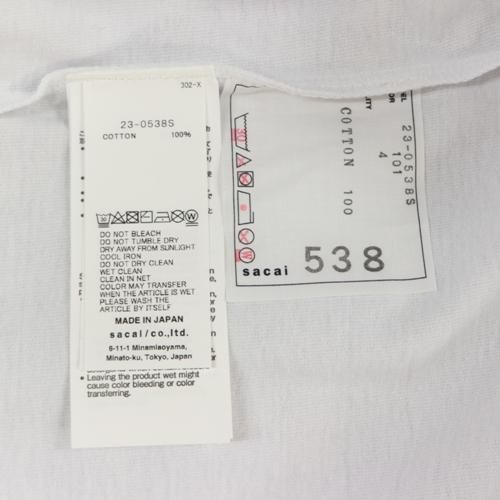 302-X
23-0538S
COTTON 100%
30
W
DO NOT BLEACH
DO NOT TUMBLE DRY
DRY AWAY FROM SUNLIGHT
COOL IRON
DO NOT DRY CLEAN
WET CLEAN
CLEAN IN NET
COLOR MAY TRANSFER
WHEN THE ARTICLE IS WET
PLEASE WASH THE
ARTICLE BY ITSELF
MADE IN JAPAN
sacai/co.,ltd.
6-11-1 Minamiaoyama,
Minato-ku, Tokyo, Japan
• Leaving the product wet might
cause color bleeding or color
transferring.
23-0538S
101
4
COTTON 100
30
W
sacai 538